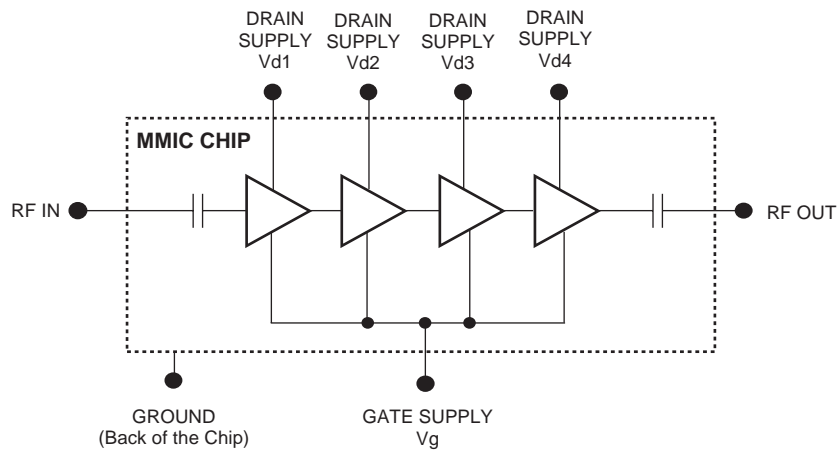 DRAIN
SUPPLY
Vd1
DRAIN
SUPPLY
Vd2
DRAIN
SUPPLY
Vd3
DRAIN
SUPPLY
Vd4
MMIC CHIP
RF IN
RF OUT
GROUND
(Back of the Chip)
GATE SUPPLY
Vg